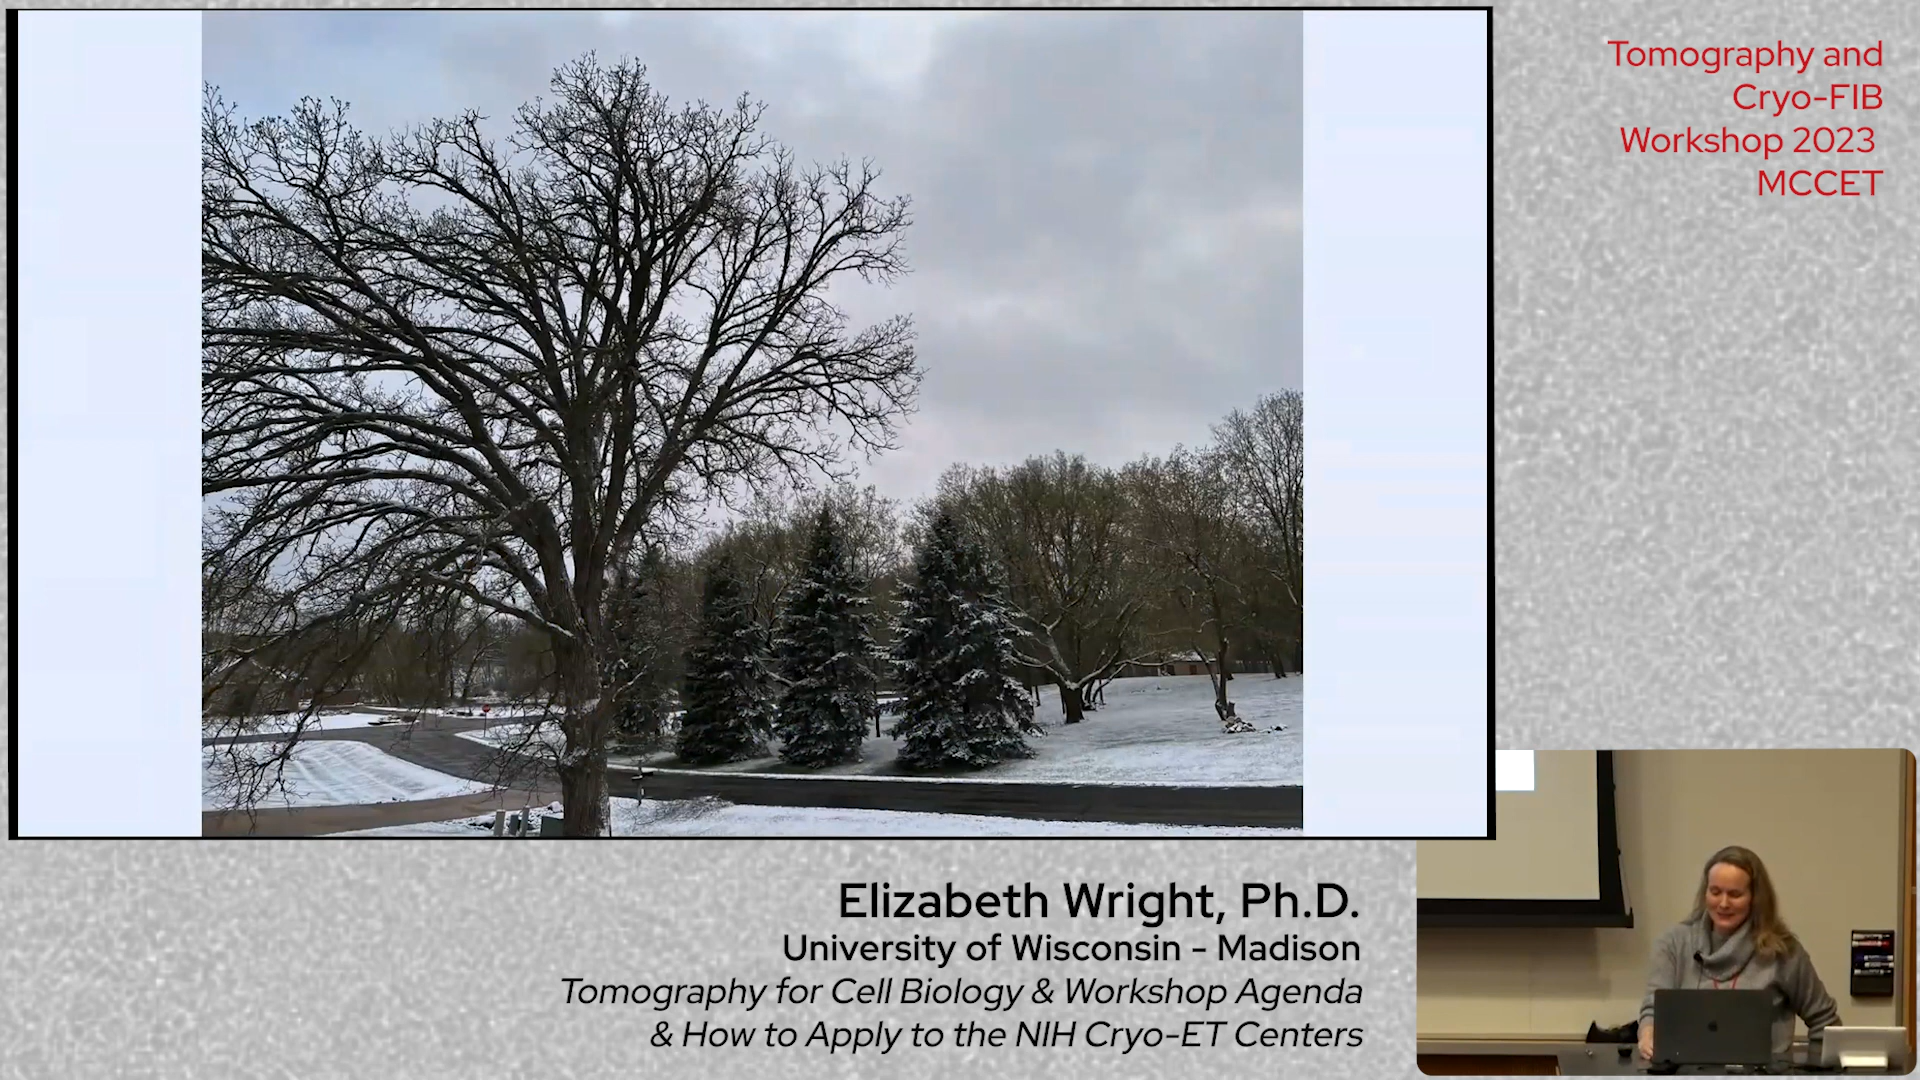 Tomography and
Cryo-FIB
Workshop 2023
MCCET
Elizabeth Wright, Ph.D.
University of Wisconsin - Madison
Tomography for Cell Biology & Workshop Agenda
& How to Apply to the NIH Cryo-ET Centers